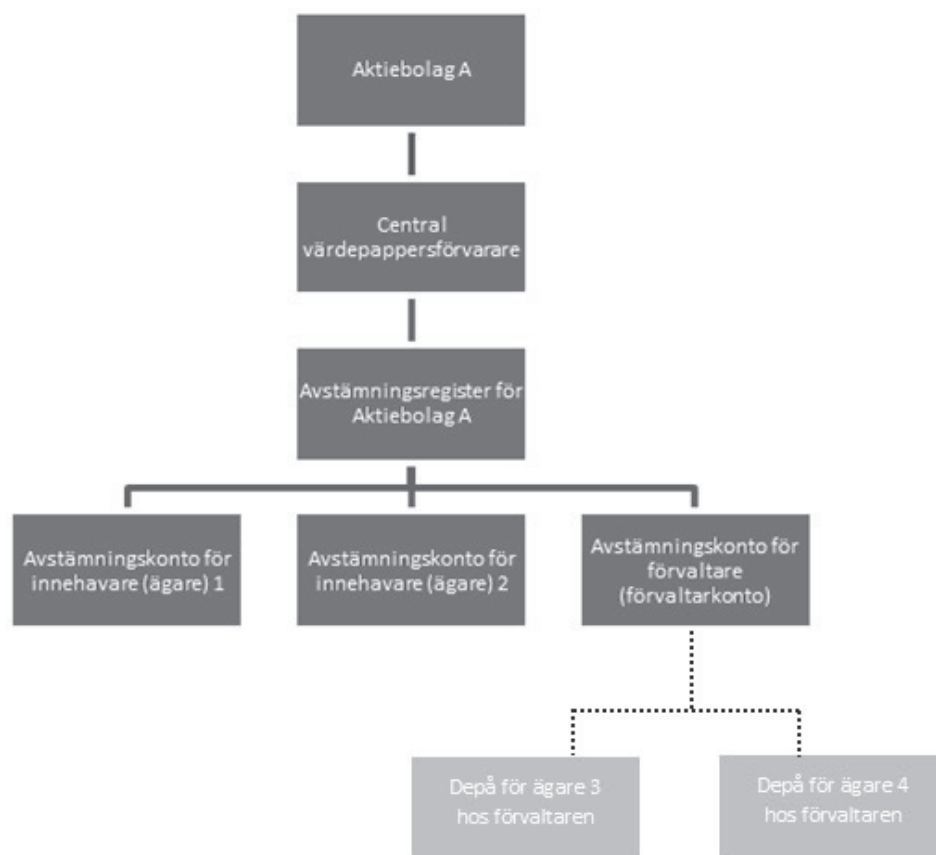 Aktiebolag A
Central
värdepappersförvarare
Avstämningsregister för
Aktiebolag A
Avstämningskonto för
innehavare (ägare) 1
Avstämningskonto för
innehavare (ägare) 2
Avstämningskonto för
förvaltare
(förvaltarkonto)
Depå för ägare 3
hos förvaltaren
Depå för ägare 4
hos förvaltaren